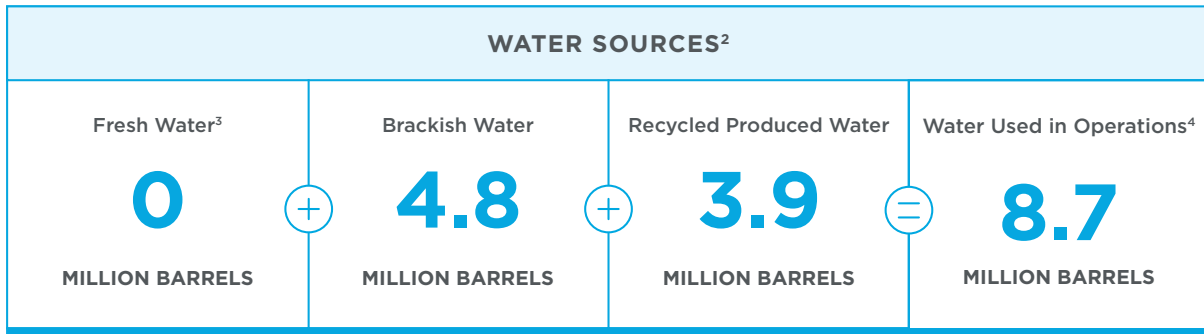 WATER SOURCES²
Fresh Water³
0
MILLION BARRELS
+
Brackish Water
4.8
MILLION BARRELS
+
Recycled Produced Water
3.9
MILLION BARRELS
=
Water Used in Operations⁴
8.7
MILLION BARRELS